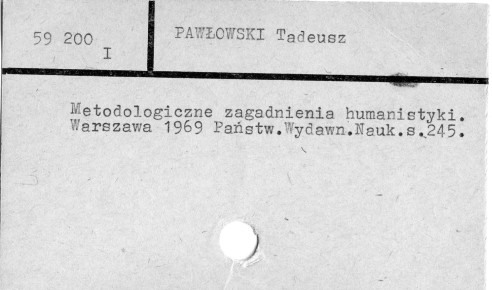 59 200
I
PAWŁOWSKI Tadeusz
Metodologiczne zagadnienia humanistyki.
Warszawa 1969 Państw.Wydawn.Nauk.s.245.